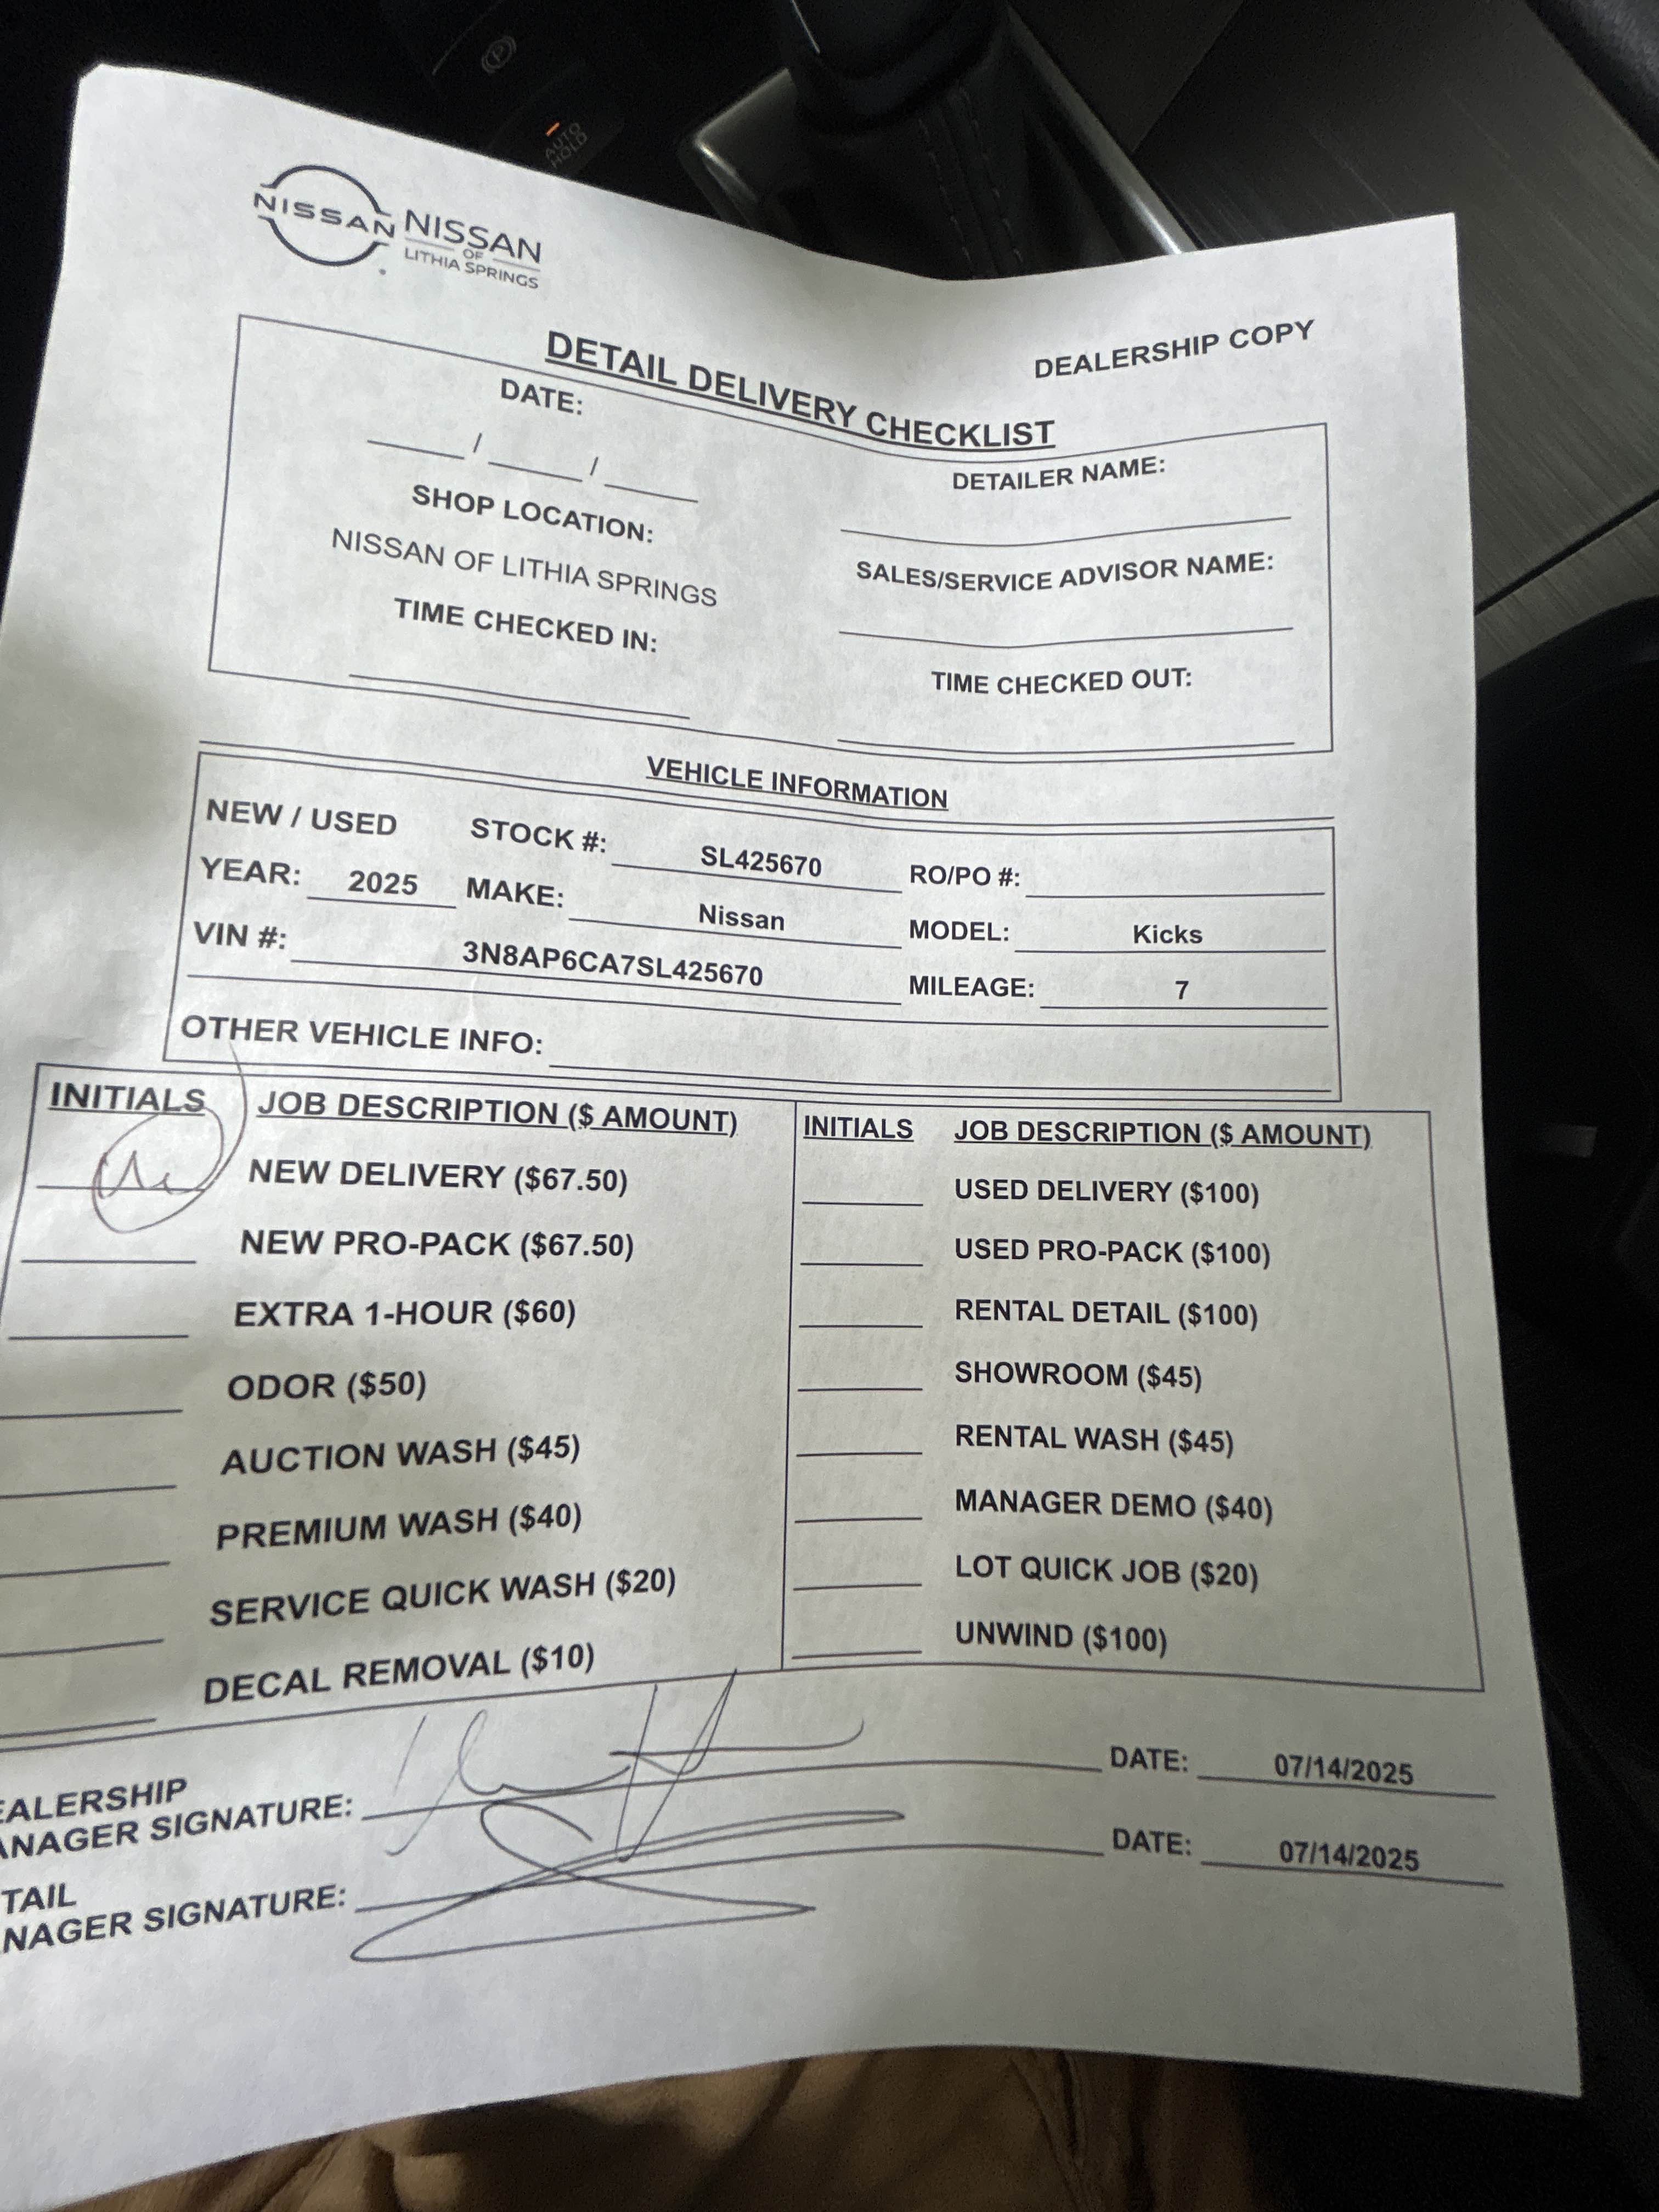 AUTO
HOLD
NISSAN
NISSAN
OF
LITHIA SPRINGS
DEALERSHIP COPY
DETAIL DELIVERY CHECKLIST
DATE:
____/____/____
DETAILER NAME:
SHOP LOCATION:
NISSAN OF LITHIA SPRINGS
SALES/SERVICE ADVISOR NAME:
TIME CHECKED IN:
TIME CHECKED OUT:
VEHICLE INFORMATION
NEW / USED STOCK #: SL425670 RO/PO #:
YEAR: 2025 MAKE: Nissan MODEL: Kicks
VIN #: 3N8AP6CA7SL425670 MILEAGE: 7
OTHER VEHICLE INFO:
INITIALS JOB DESCRIPTION ($ AMOUNT) INITIALS JOB DESCRIPTION ($ AMOUNT)
NEW DELIVERY ($67.50) USED DELIVERY ($100)
NEW PRO-PACK ($67.50) USED PRO-PACK ($100)
EXTRA 1-HOUR ($60) RENTAL DETAIL ($100)
ODOR ($50) SHOWROOM ($45)
AUCTION WASH ($45) RENTAL WASH ($45)
PREMIUM WASH ($40) MANAGER DEMO ($40)
SERVICE QUICK WASH ($20) LOT QUICK JOB ($20)
DECAL REMOVAL ($10) UNWIND ($100)
EALERSHIP
ANAGER SIGNATURE: DATE: 07/14/2025
TAIL
NAGER SIGNATURE: DATE: 07/14/2025